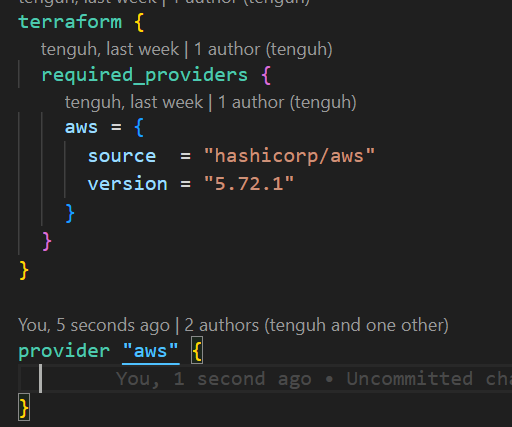 tenguh, last week | 1 author (tenguh)
terraform {
tenguh, last week | 1 author (tenguh)
required_providers {
tenguh, last week | 1 author (tenguh)
aws = {
source  = "hashicorp/aws"
version = "5.72.1"
}
}
}
You, 5 seconds ago | 2 authors (tenguh and one other)
provider "aws" {
You, 1 second ago • Uncommitted
}